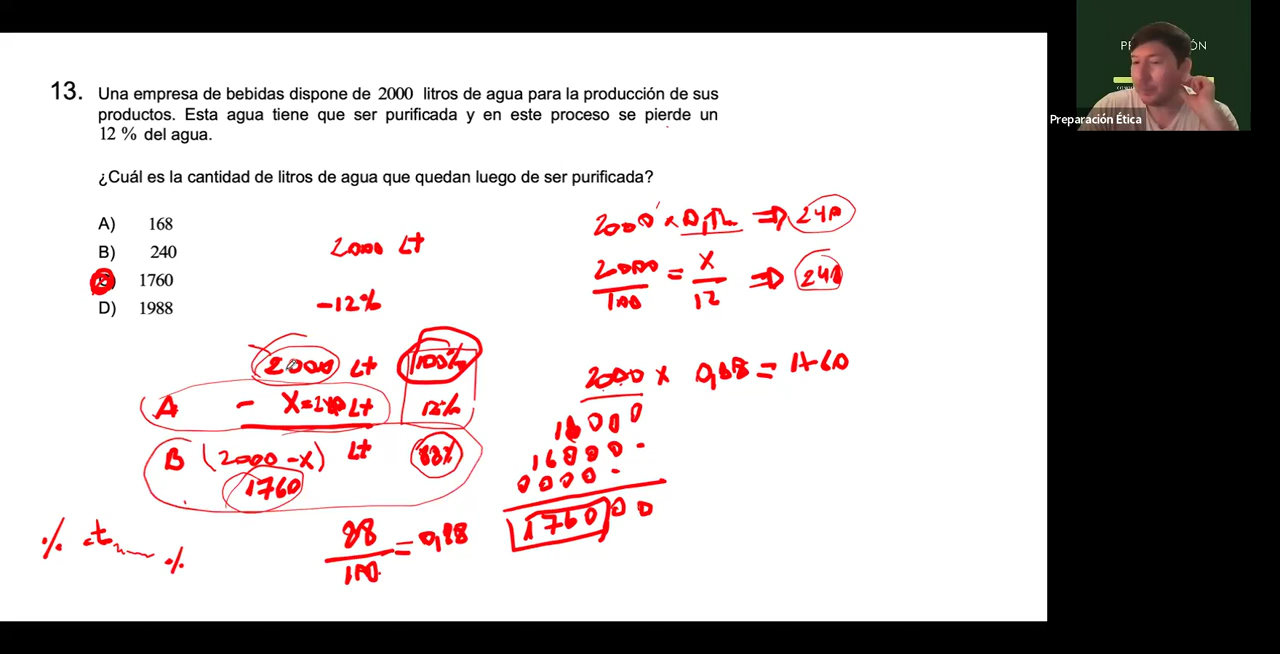 13. Una empresa de bebidas dispone de 2000 litros de agua para la producción de sus
productos. Esta agua tiene que ser purificada y en este proceso se pierde un
12 % del agua.
¿Cuál es la cantidad de litros de agua que quedan luego de ser purificada?
A) 168
B) 240
C) 1760
D) 1988
2000 Lt
-12%
2000 Lt 100%
A - X=240 Lt 12%
B (2000-X) Lt 88%
1760
88/100 = 0,88
2000 × 0,12 ⇒ 240
2000/100 = X/12 ⇒ 240
2000 × 0,88 = 1760
16000
16000-
0000-
176000
Preparación Ética